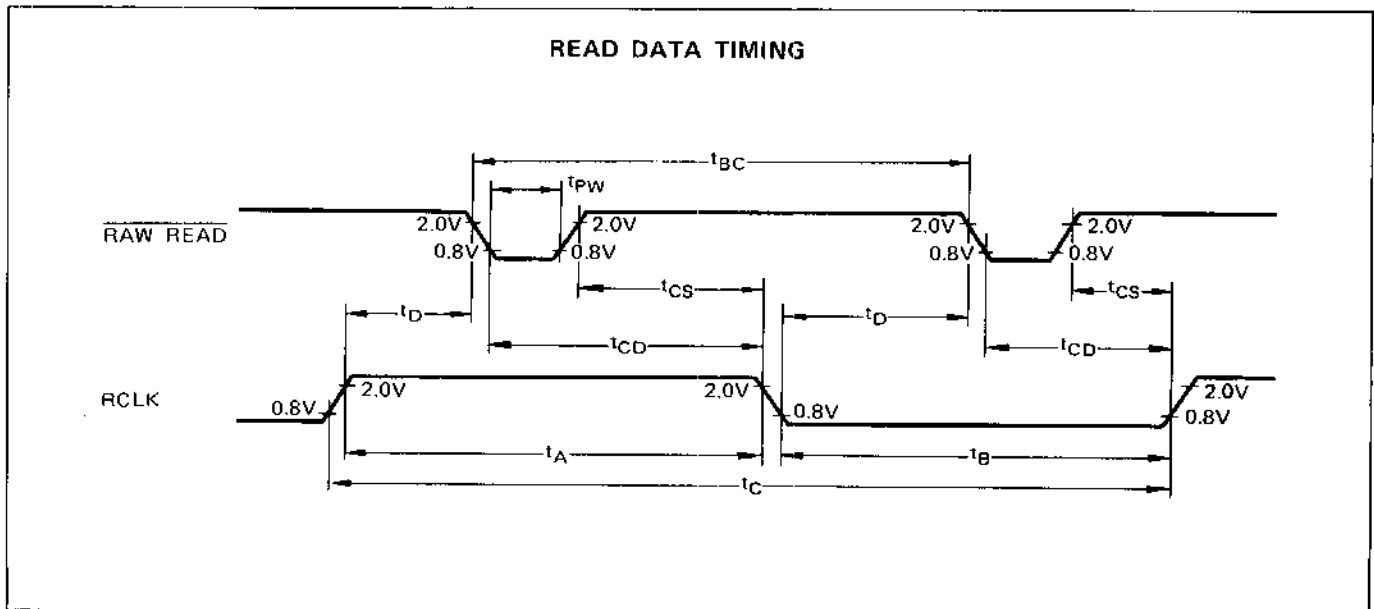 READ DATA TIMING
tBC
tPW
RAW READ
2.0V
0.8V
0.8V
2.0V
2.0V
0.8V
0.8V
2.0V
tCS
tCS
tD
tD
tCD
tCD
RCLK
0.8V
2.0V
2.0V
0.8V
2.0V
0.8V
tA
tB
tC